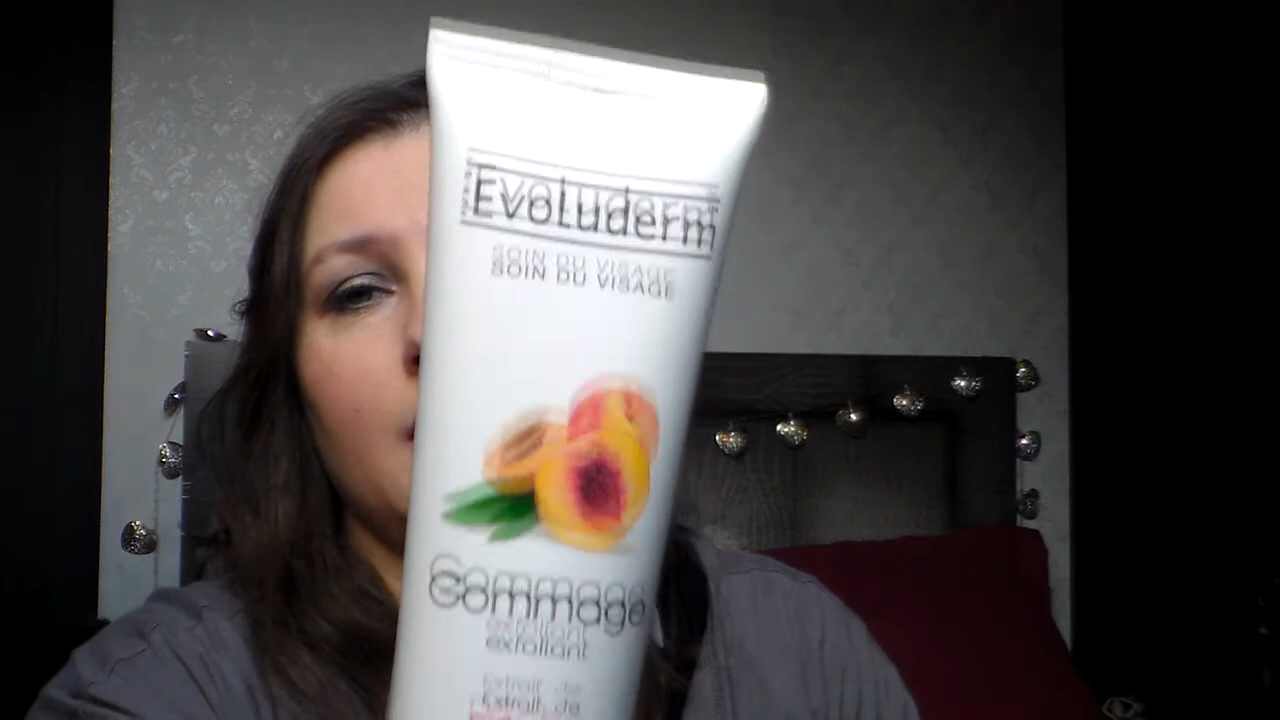 Evoluderm
SOIN DU VISAGE
Gommage
exfoliant
Extrait de